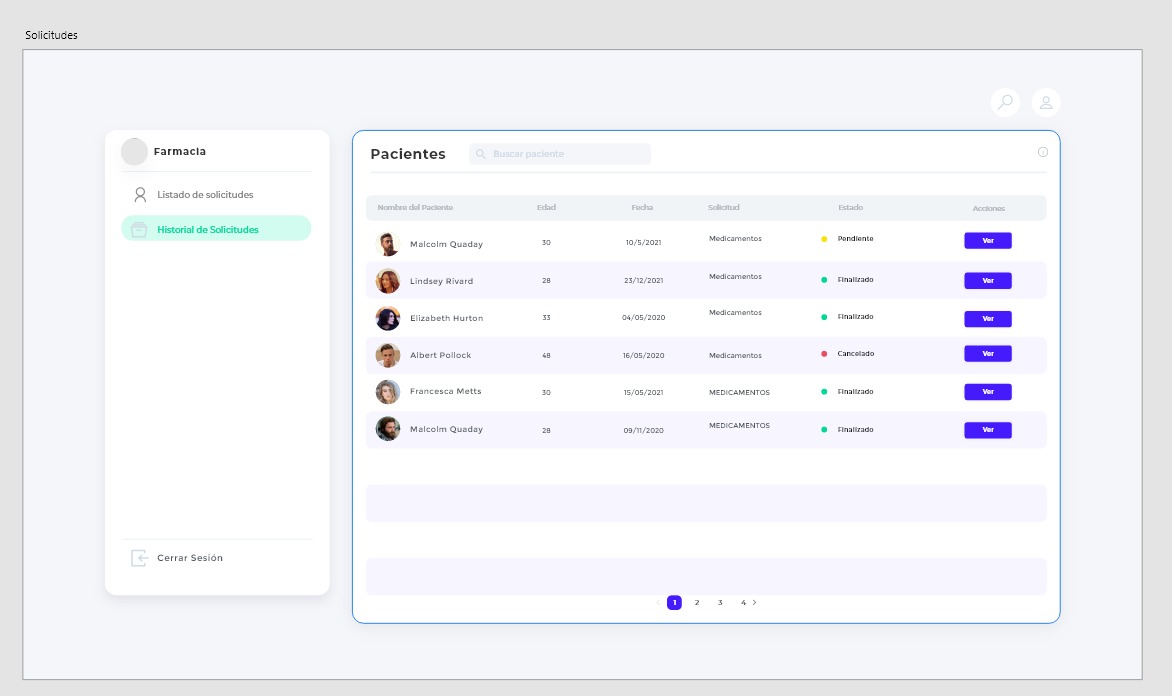 Solicitudes
Farmacia
Listado de solicitudes
Historial de Solicitudes
Cerrar Sesión
Pacientes
Buscar paciente
Nombre del Paciente Edad Fecha Solicitud Estado Acciones
Malcolm Quaday 30 10/5/2021 Medicamentos Pendiente Ver
Lindsey Rivard 28 23/12/2021 Medicamentos Finalizado Ver
Elizabeth Hurton 33 04/05/2020 Medicamentos Finalizado Ver
Albert Pollock 48 16/05/2020 Medicamentos Cancelado Ver
Francesca Metts 30 15/05/2021 MEDICAMENTOS Finalizado Ver
Malcolm Quaday 28 09/11/2020 MEDICAMENTOS Finalizado Ver
< 1 2 3 4 >